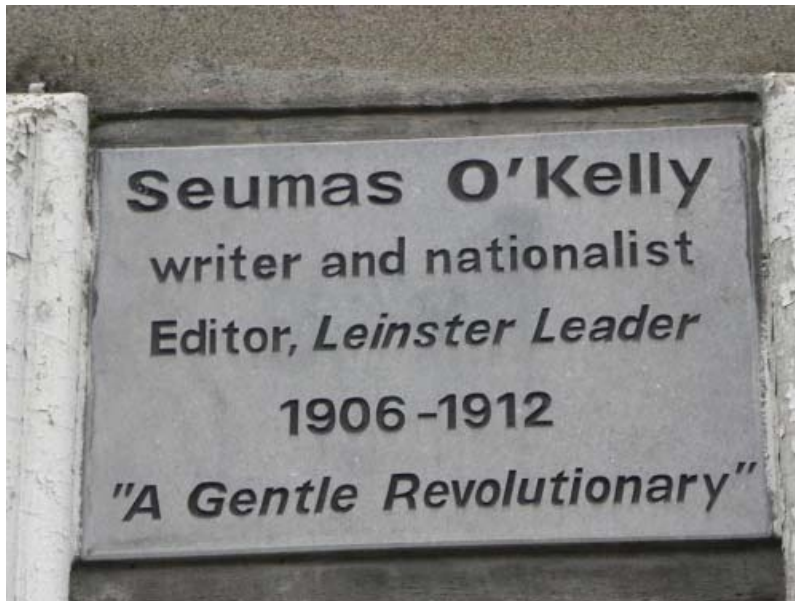 Seumas O'Kelly
writer and nationalist
Editor, Leinster Leader
1906-1912
"A Gentle Revolutionary"